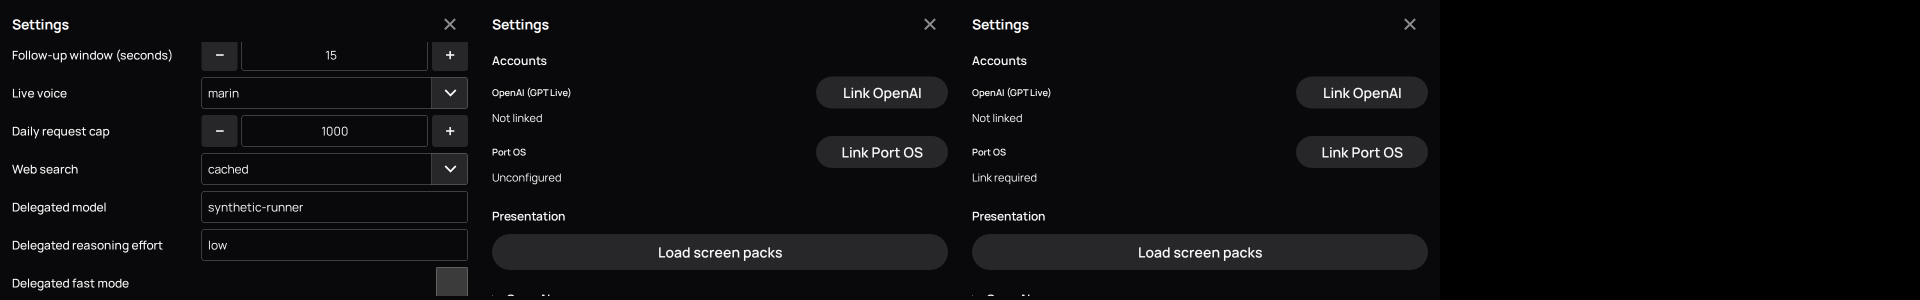 Settings
Follow-up window (seconds)
− 15 +
Live voice
marin
Daily request cap
− 1000 +
Web search
cached
Delegated model
synthetic-runner
Delegated reasoning effort
low
Delegated fast mode
Settings
Accounts
OpenAI (GPT Live)
Link OpenAI
Not linked
Port OS
Link Port OS
Unconfigured
Presentation
Load screen packs
Settings
Accounts
OpenAI (GPT Live)
Link OpenAI
Not linked
Port OS
Link Port OS
Link required
Presentation
Load screen packs